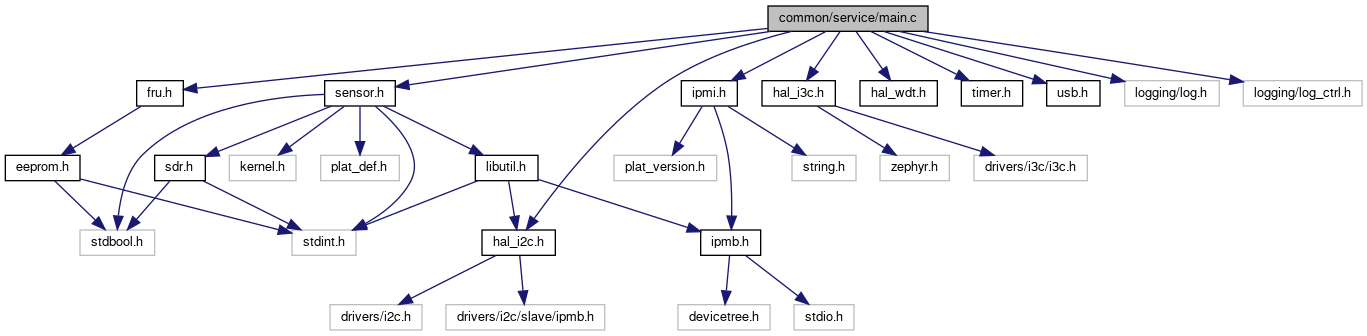 common/service/main.c
fru.h
sensor.h
ipmi.h
hal_i3c.h
hal_wdt.h
timer.h
usb.h
logging/log.h
logging/log_ctrl.h
eeprom.h
sdr.h
kernel.h
plat_def.h
libutil.h
plat_version.h
string.h
zephyr.h
drivers/i3c/i3c.h
stdbool.h
stdint.h
hal_i2c.h
ipmb.h
drivers/i2c.h
drivers/i2c/slave/ipmb.h
devicetree.h
stdio.h